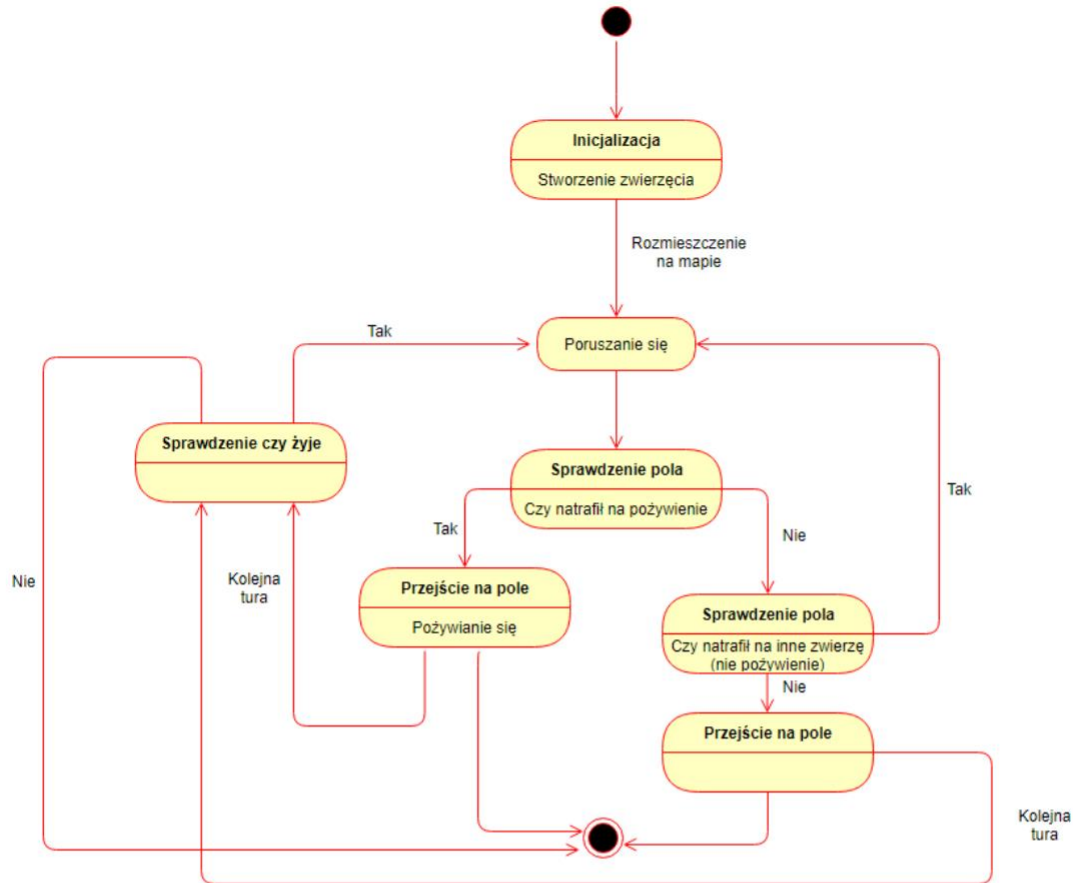 Inicjalizacja
Stworzenie zwierzęcia
Rozmieszczenie
na mapie
Tak
Poruszanie się
Sprawdzenie czy żyje
Sprawdzenie pola
Czy natrafił na pożywienie
Tak
Tak
Nie
Nie
Kolejna
tura
Przejście na pole
Pożywianie się
Sprawdzenie pola
Czy natrafił na inne zwierzę
(nie pożywienie)
Nie
Przejście na pole
Kolejna
tura